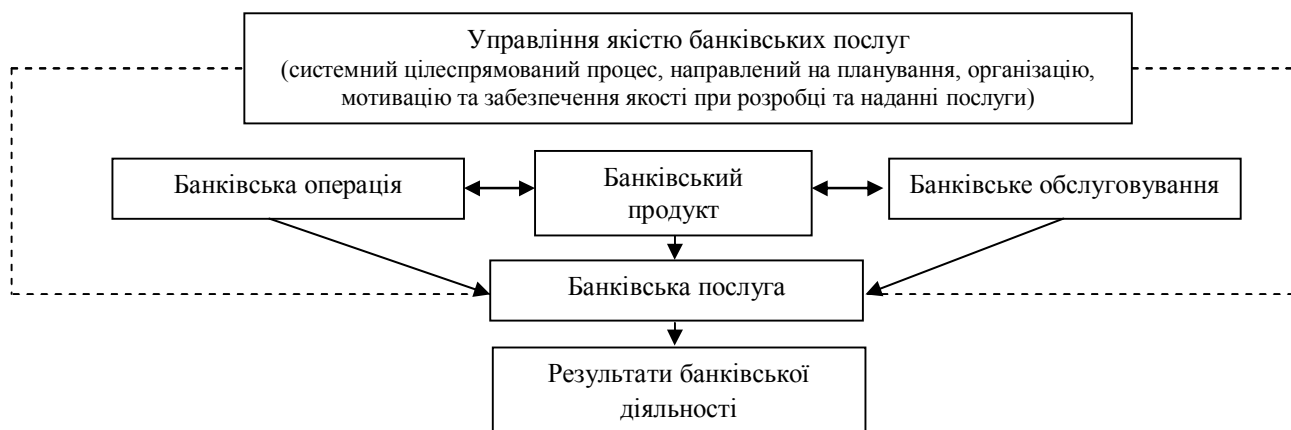 Управління якістю банківських послуг
(системний цілеспрямований процес, направлений на планування, організацію,
мотивацію та забезпечення якості при розробці та наданні послуги)
Банківська операція
Банківський
продукт
Банківське обслуговування
Банківська послуга
Результати банківської
діяльності